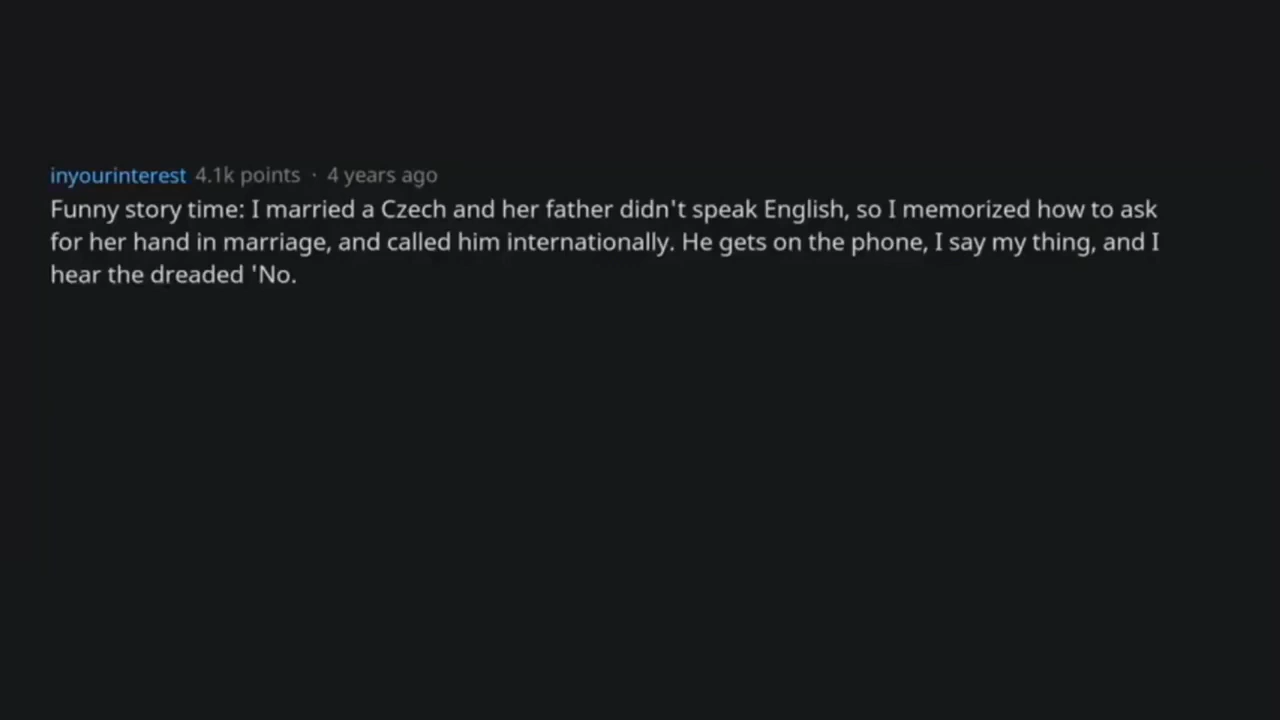 inyourinterest 4.1k points · 4 years ago
Funny story time: I married a Czech and her father didn't speak English, so I memorized how to ask
for her hand in marriage, and called him internationally. He gets on the phone, I say my thing, and I
hear the dreaded 'No.